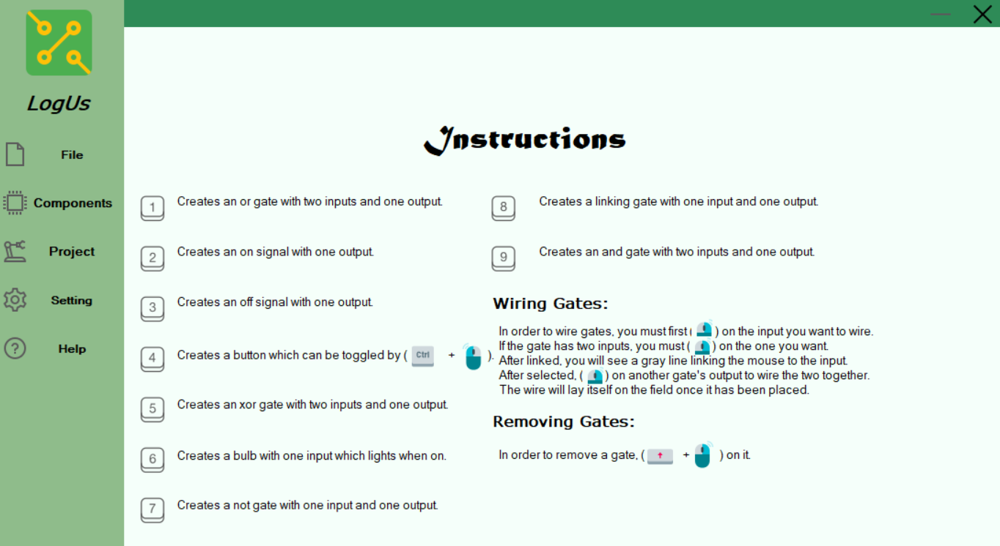 LogUs
File
Components
Project
Setting
Help
Instructions
1 Creates an or gate with two inputs and one output.
2 Creates an on signal with one output.
3 Creates an off signal with one output.
4 Creates a button which can be toggled by ( Ctrl + ).
5 Creates an xor gate with two inputs and one output.
6 Creates a bulb with one input which lights when on.
7 Creates a not gate with one input and one output.
8 Creates a linking gate with one input and one output.
9 Creates an and gate with two inputs and one output.
Wiring Gates:
In order to wire gates, you must first ( ) on the input you want to wire.
If the gate has two inputs, you must ( ) on the one you want.
After linked, you will see a gray line linking the mouse to the input.
After selected, ( ) on another gate's output to wire the two together.
The wire will lay itself on the field once it has been placed.
Removing Gates:
In order to remove a gate, ( ↑ + ) on it.